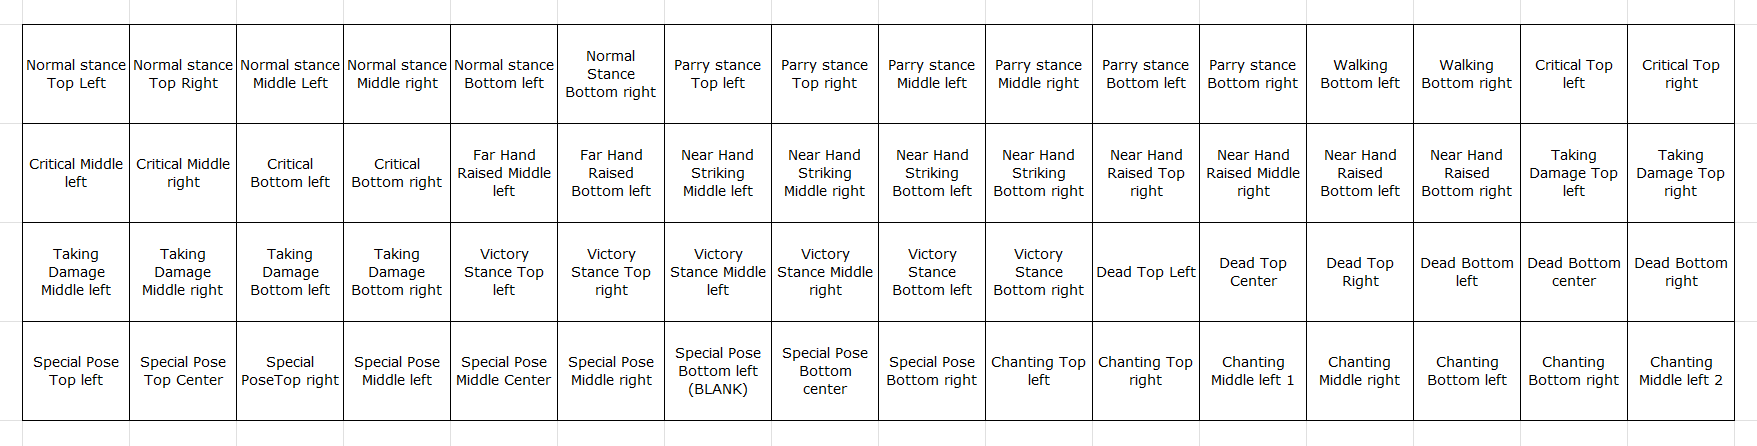 Normal stance
Top Left
Normal stance
Top Right
Normal stance
Middle Left
Normal stance
Middle right
Normal stance
Bottom left
Normal
Stance
Bottom right
Parry stance
Top left
Parry stance
Top right
Parry stance
Middle left
Parry stance
Middle right
Parry stance
Bottom left
Parry stance
Bottom right
Walking
Bottom left
Walking
Bottom right
Critical Top
left
Critical Top
right
Critical Middle
left
Critical Middle
right
Critical
Bottom left
Critical
Bottom right
Far Hand
Raised Middle
left
Far Hand
Raised
Bottom left
Near Hand
Striking
Middle left
Near Hand
Striking
Middle right
Near Hand
Striking
Bottom left
Near Hand
Striking
Bottom right
Near Hand
Raised Top
right
Near Hand
Raised Middle
right
Near Hand
Raised
Bottom left
Near Hand
Raised
Bottom right
Taking
Damage Top
left
Taking
Damage Top
right
Taking
Damage
Middle left
Taking
Damage
Middle right
Taking
Damage
Bottom left
Taking
Damage
Bottom right
Victory
Stance Top
left
Victory
Stance Top
right
Victory
Stance Middle
left
Victory
Stance Middle
right
Victory
Stance
Bottom left
Victory
Stance
Bottom right
Dead Top Left
Dead Top
Center
Dead Top
Right
Dead Bottom
left
Dead Bottom
center
Dead Bottom
right
Special Pose
Top left
Special Pose
Top Center
Special
PoseTop right
Special Pose
Middle left
Special Pose
Middle Center
Special Pose
Middle right
Special Pose
Bottom left
(BLANK)
Special Pose
Bottom
center
Special Pose
Bottom right
Chanting Top
left
Chanting Top
right
Chanting
Middle left 1
Chanting
Middle right
Chanting
Bottom left
Chanting
Bottom right
Chanting
Middle left 2